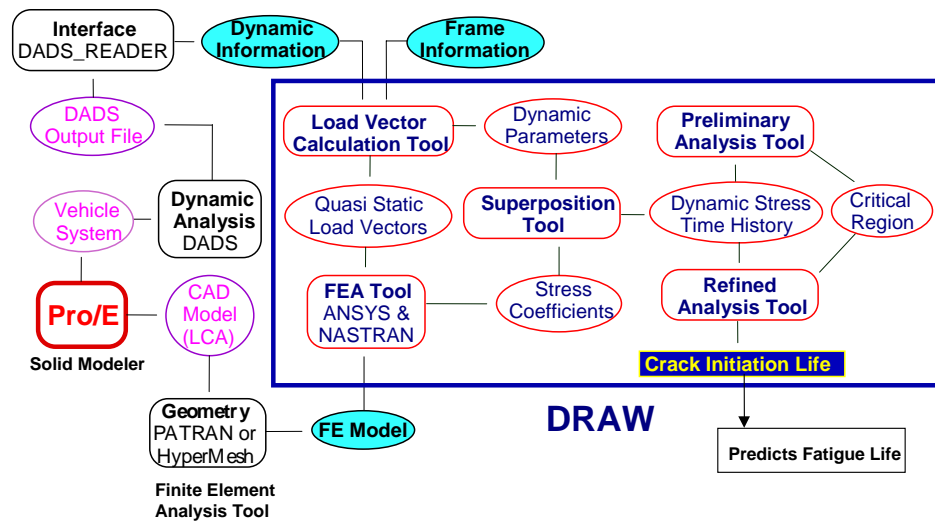 Interface
DADS_READER
Dynamic
Information
Frame
Information
DADS
Output File
Load Vector
Calculation Tool
Dynamic
Parameters
Preliminary
Analysis Tool
Vehicle
System
Dynamic
Analysis
DADS
Quasi Static
Load Vectors
Superposition
Tool
Dynamic Stress
Time History
Critical
Region
Pro/E
Solid Modeler
CAD
Model
(LCA)
FEA Tool
ANSYS &
NASTRAN
Stress
Coefficients
Refined
Analysis Tool
Crack Initiation Life
Geometry
PATRAN or
HyperMesh
FE Model
DRAW
Predicts Fatigue Life
Finite Element
Analysis Tool